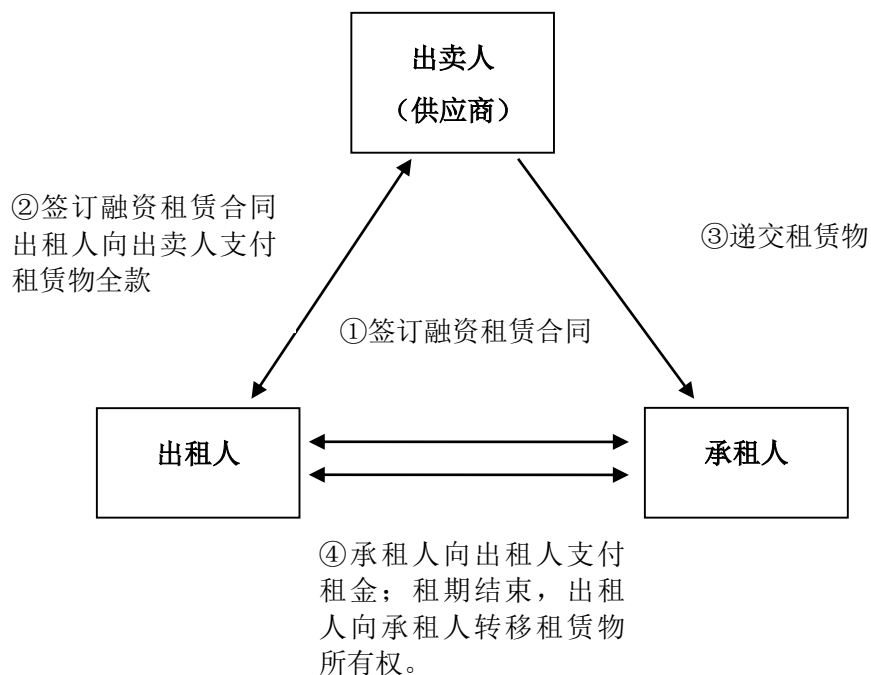 出卖人
（供应商）
②签订融资租赁合同
出租人向出卖人支付
租赁物全款
③递交租赁物
①签订融资租赁合同
出租人
承租人
④承租人向出租人支付
租金；租期结束，出租
人向承租人转移租赁物
所有权。